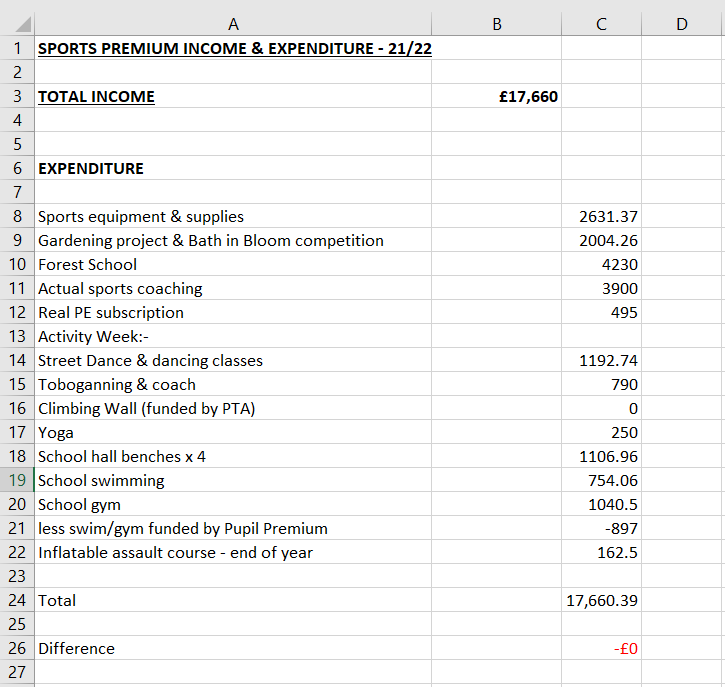 A B C D
1 SPORTS PREMIUM INCOME & EXPENDITURE - 21/22
2
3 TOTAL INCOME £17,660
4
5
6 EXPENDITURE
7
8 Sports equipment & supplies 2631.37
9 Gardening project & Bath in Bloom competition 2004.26
10 Forest School 4230
11 Actual sports coaching 3900
12 Real PE subscription 495
13 Activity Week:-
14 Street Dance & dancing classes 1192.74
15 Toboganning & coach 790
16 Climbing Wall (funded by PTA) 0
17 Yoga 250
18 School hall benches x 4 1106.96
19 School swimming 754.06
20 School gym 1040.5
21 less swim/gym funded by Pupil Premium -897
22 Inflatable assault course - end of year 162.5
23
24 Total 17,660.39
25
26 Difference -£0
27